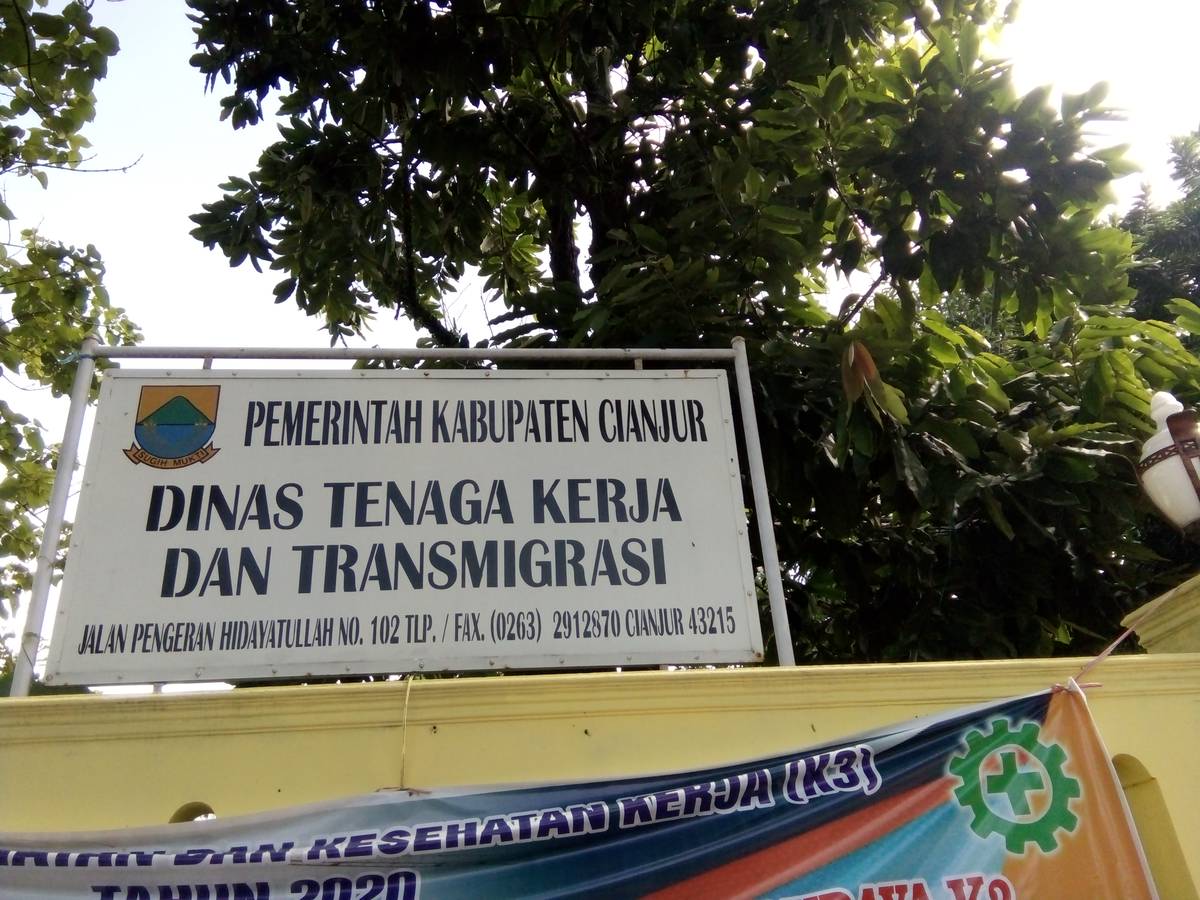 SUGIH MUKTI
PEMERINTAH KABUPATEN CIANJUR
DINAS TENAGA KERJA
DAN TRANSMIGRASI
JALAN PENGERAN HIDAYATULLAH NO. 102 TLP. / FAX. (0263) 2912870 CIANJUR 43215
DAN KESEHATAN KERJA (K3)
TAHUN 2020